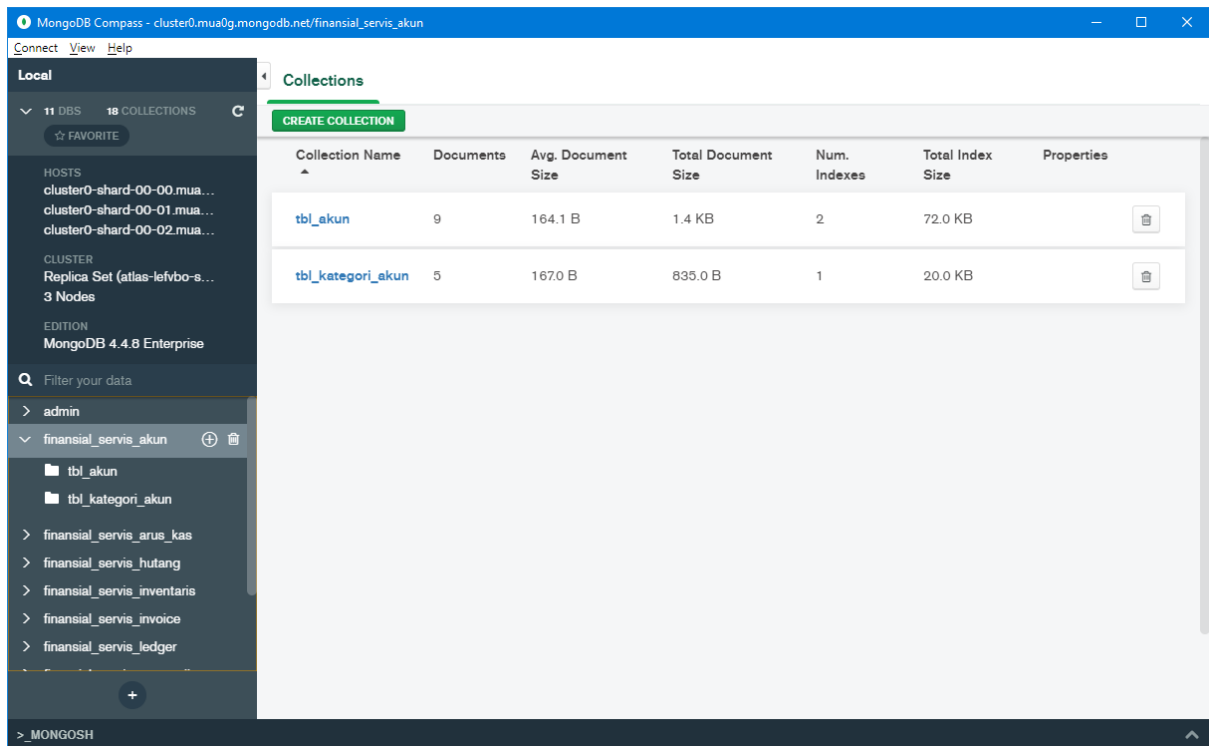 MongoDB Compass - cluster0.mua0g.mongodb.net/finansial_servis_akun
Connect View Help
Local
11 DBS 18 COLLECTIONS
FAVORITE
HOSTS
cluster0-shard-00-00.mua...
cluster0-shard-00-01.mua...
cluster0-shard-00-02.mua...
CLUSTER
Replica Set (atlas-lefvbo-s...
3 Nodes
EDITION
MongoDB 4.4.8 Enterprise
Filter your data
admin
finansial_servis_akun
tbl_akun
tbl_kategori_akun
finansial_servis_arus_kas
finansial_servis_hutang
finansial_servis_inventaris
finansial_servis_invoice
finansial_servis_ledger
Collections
CREATE COLLECTION
Collection Name Documents Avg. Document Size Total Document Size Num. Indexes Total Index Size Properties
tbl_akun 9 164.1 B 1.4 KB 2 72.0 KB
tbl_kategori_akun 5 167.0 B 835.0 B 1 20.0 KB
>_MONGOSH